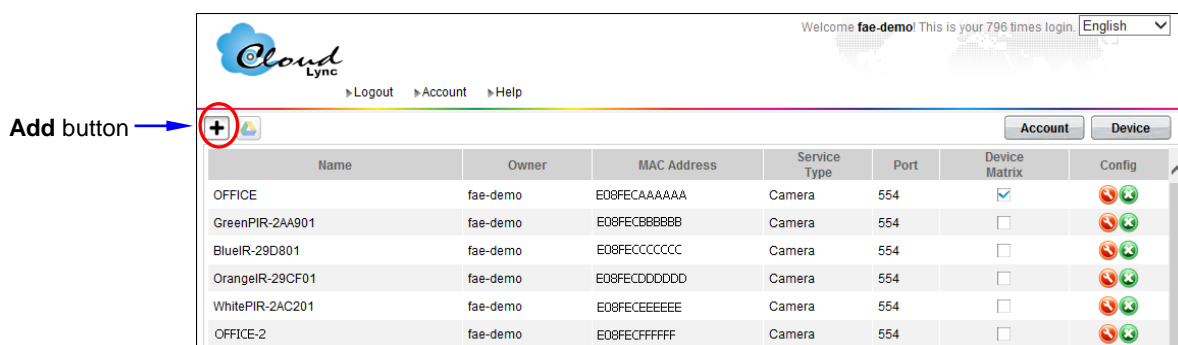 Welcome fae-demo! This is your 796 times login. English
Cloud
Lync
Logout Account Help
Add button
Account Device
Name Owner MAC Address Service Type Port Device Matrix Config
OFFICE fae-demo E08FECAAAAAA Camera 554
GreenPIR-2AA901 fae-demo E08FECBBBBBB Camera 554
BlueIR-29D801 fae-demo E08FECCCCCCC Camera 554
OrangeIR-29CF01 fae-demo E08FECDDDDDD Camera 554
WhitePIR-2AC201 fae-demo E08FECEEEEEE Camera 554
OFFICE-2 fae-demo E08FECFFFFFF Camera 554